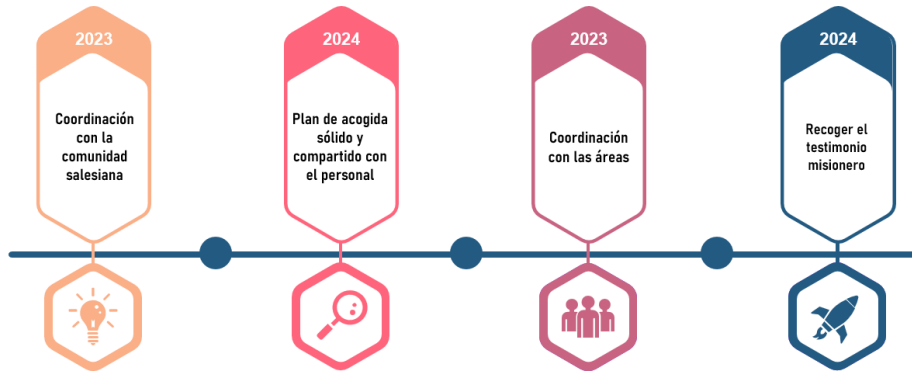 2023
Coordinación
con la
comunidad
salesiana
2024
Plan de acogida
sólido y
compartido con
el personal
2023
Coordinación
con las áreas
2024
Recoger el
testimonio
misionero